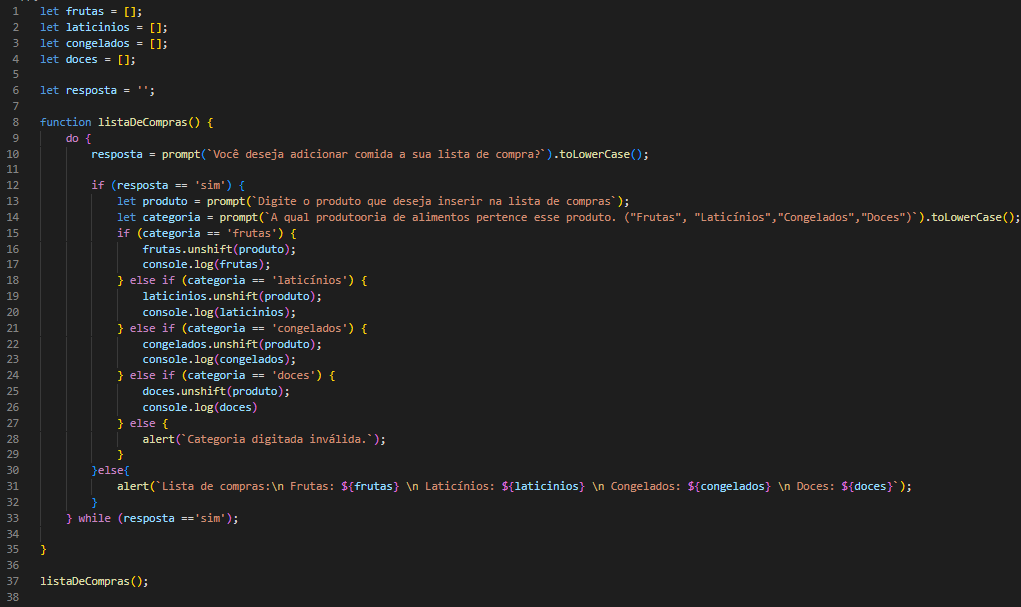 1 let frutas = [];
2 let laticinios = [];
3 let congelados = [];
4 let doces = [];
5
6 let resposta = '';
7
8 function listaDeCompras() {
9     do {
10         resposta = prompt(`Você deseja adicionar comida a sua lista de compra?`).toLowerCase();
11
12         if (resposta == 'sim') {
13             let produto = prompt(`Digite o produto que deseja inserir na lista de compras`);
14             let categoria = prompt(`A qual produtooria de alimentos pertence esse produto. ("Frutas", "Laticínios","Congelados","Doces")`).toLowerCase();
15             if (categoria == 'frutas') {
16                 frutas.unshift(produto);
17                 console.log(frutas);
18             } else if (categoria == 'laticínios') {
19                 laticinios.unshift(produto);
20                 console.log(laticinios);
21             } else if (categoria == 'congelados') {
22                 congelados.unshift(produto);
23                 console.log(congelados);
24             } else if (categoria == 'doces') {
25                 doces.unshift(produto);
26                 console.log(doces)
27             } else {
28                 alert(`Categoria digitada inválida.`);
29             }
30         }else{
31             alert(`Lista de compras:\n Frutas: ${frutas} \n Laticínios: ${laticinios} \n Congelados: ${congelados} \n Doces: ${doces}`);
32         }
33     } while (resposta =='sim');
34
35 }
36
37 listaDeCompras();
38